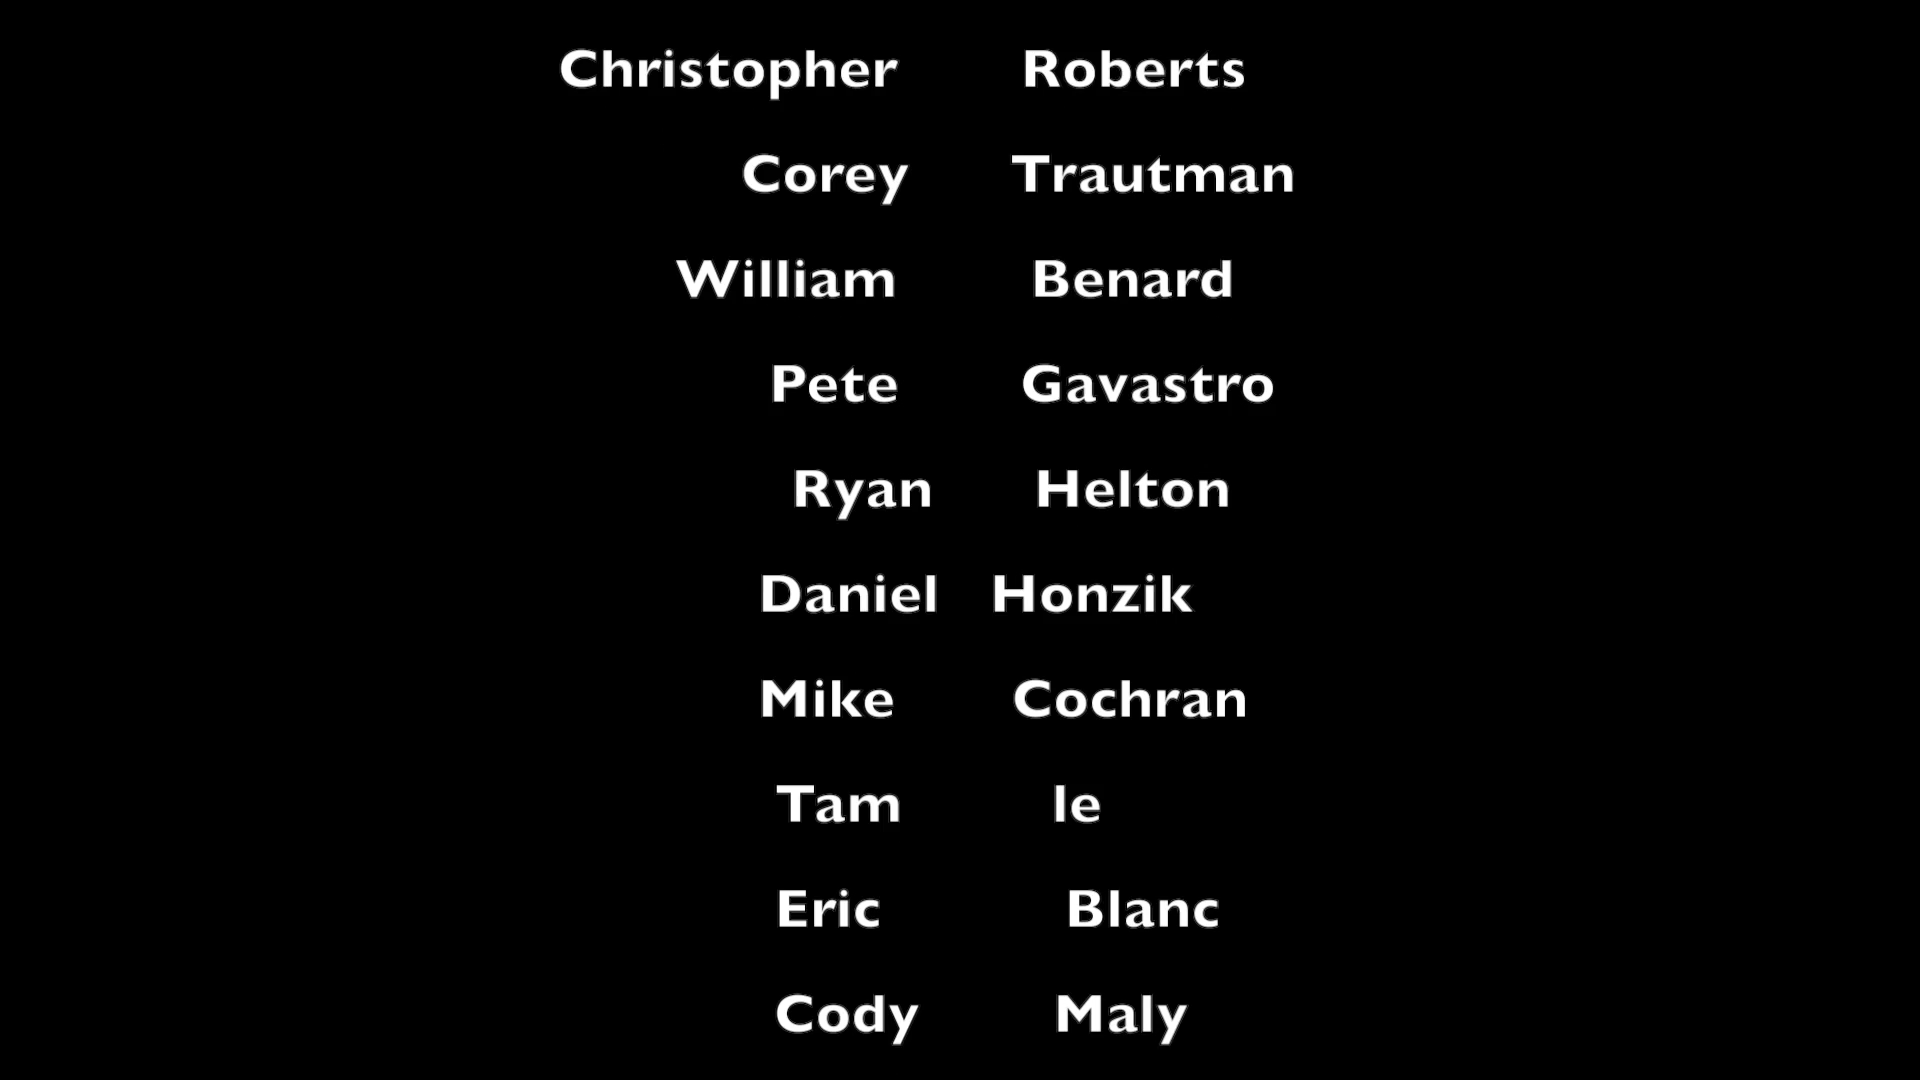 Christopher Roberts
Corey Trautman
William Benard
Pete Gavastro
Ryan Helton
Daniel Honzik
Mike Cochran
Tam le
Eric Blanc
Cody Maly